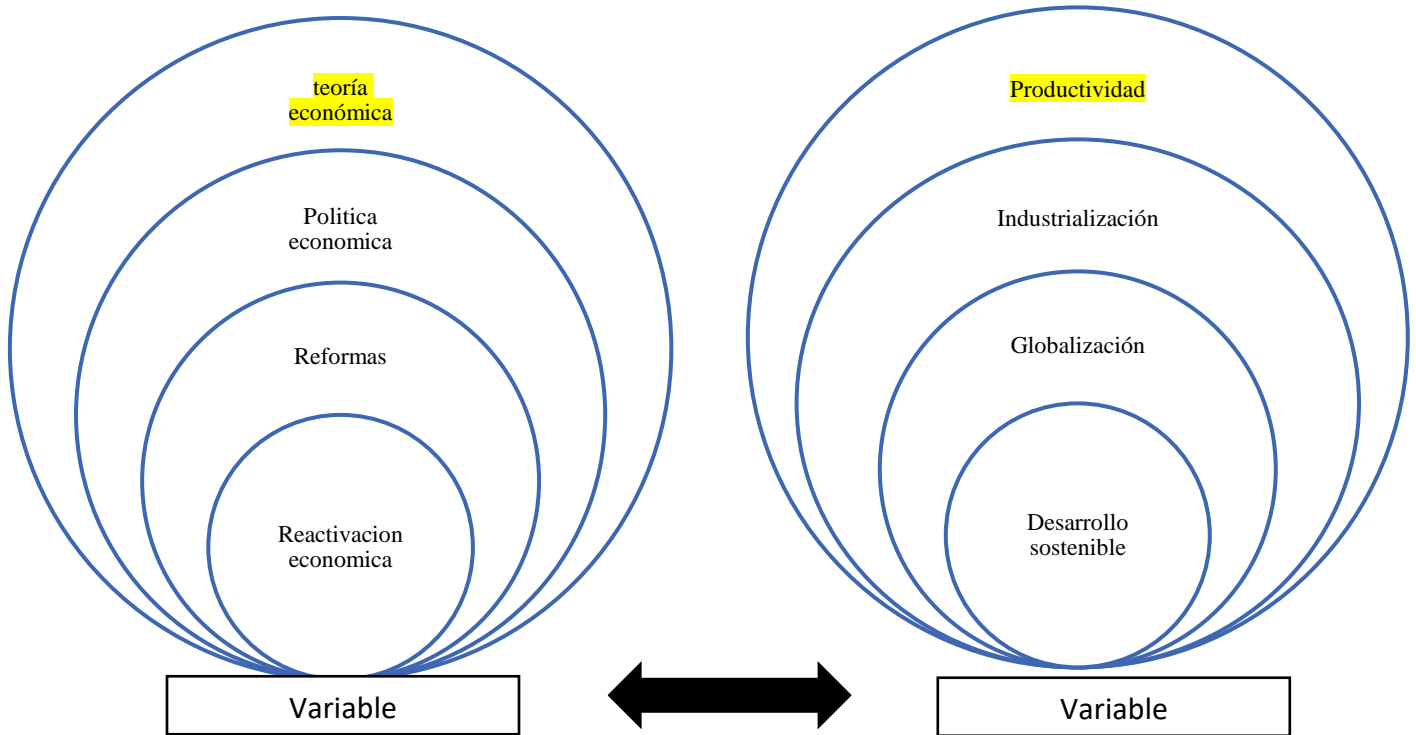 teoría
económica
Politica
economica
Reformas
Reactivacion
economica
Variable
Productividad
Industrialización
Globalización
Desarrollo
sostenible
Variable